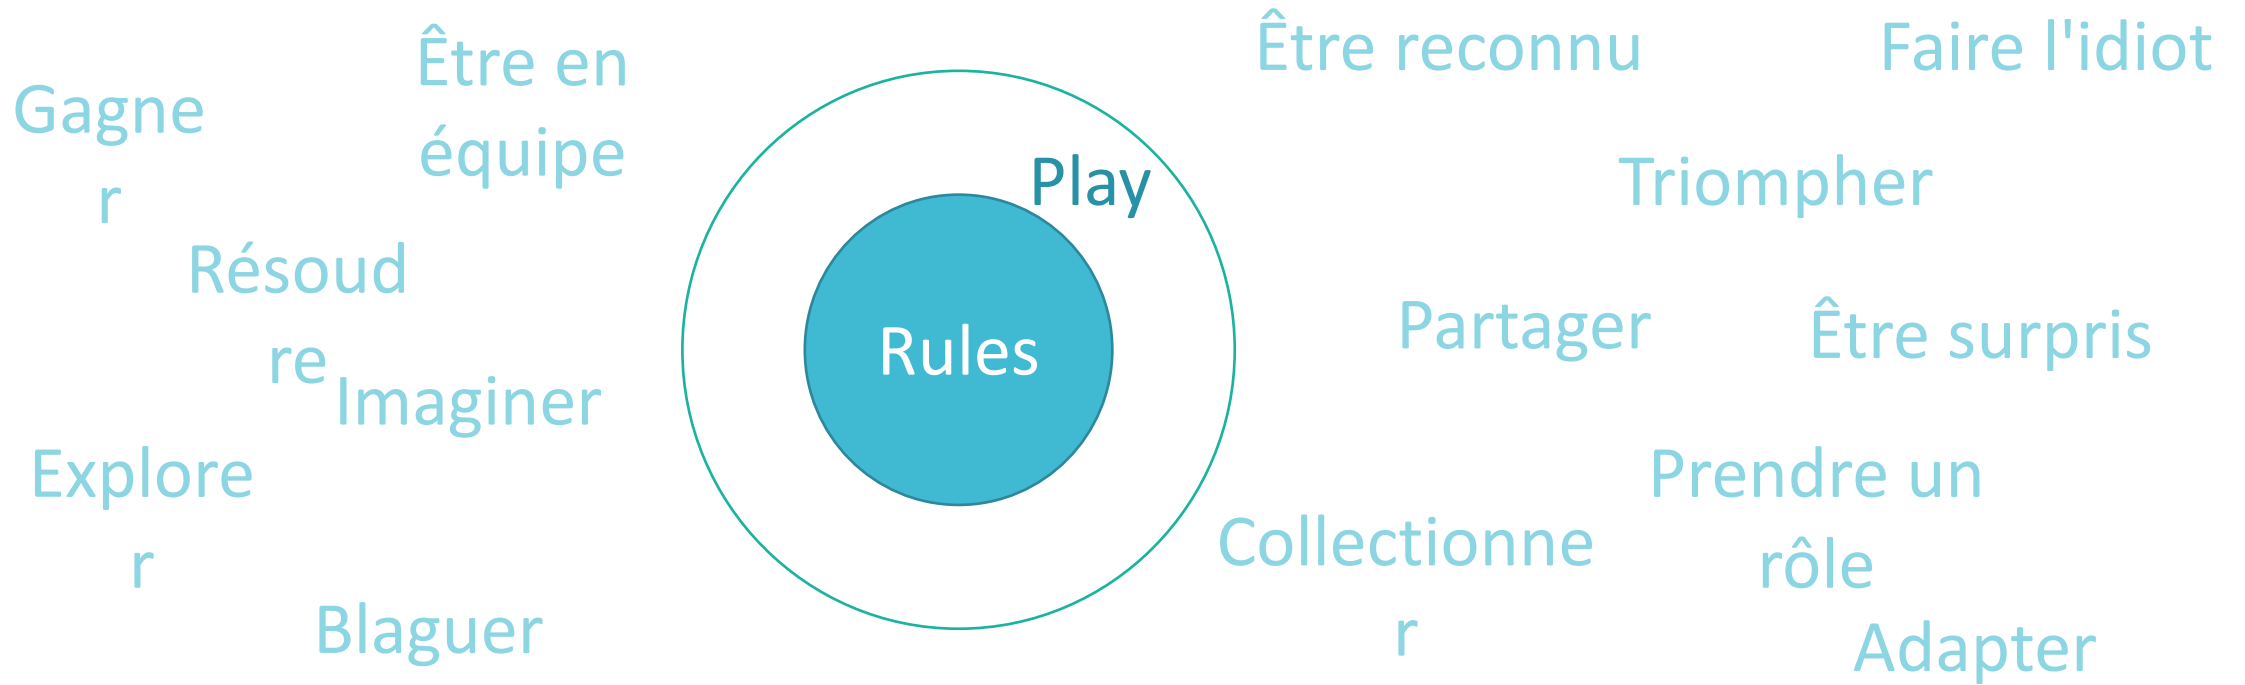 Gagne
r
Être en
équipe
Résoud
re
Imaginer
Explore
r
Blaguer
Play
Rules
Être reconnu
Faire l'idiot
Triompher
Partager
Être surpris
Prendre un
rôle
Collectionne
r
Adapter